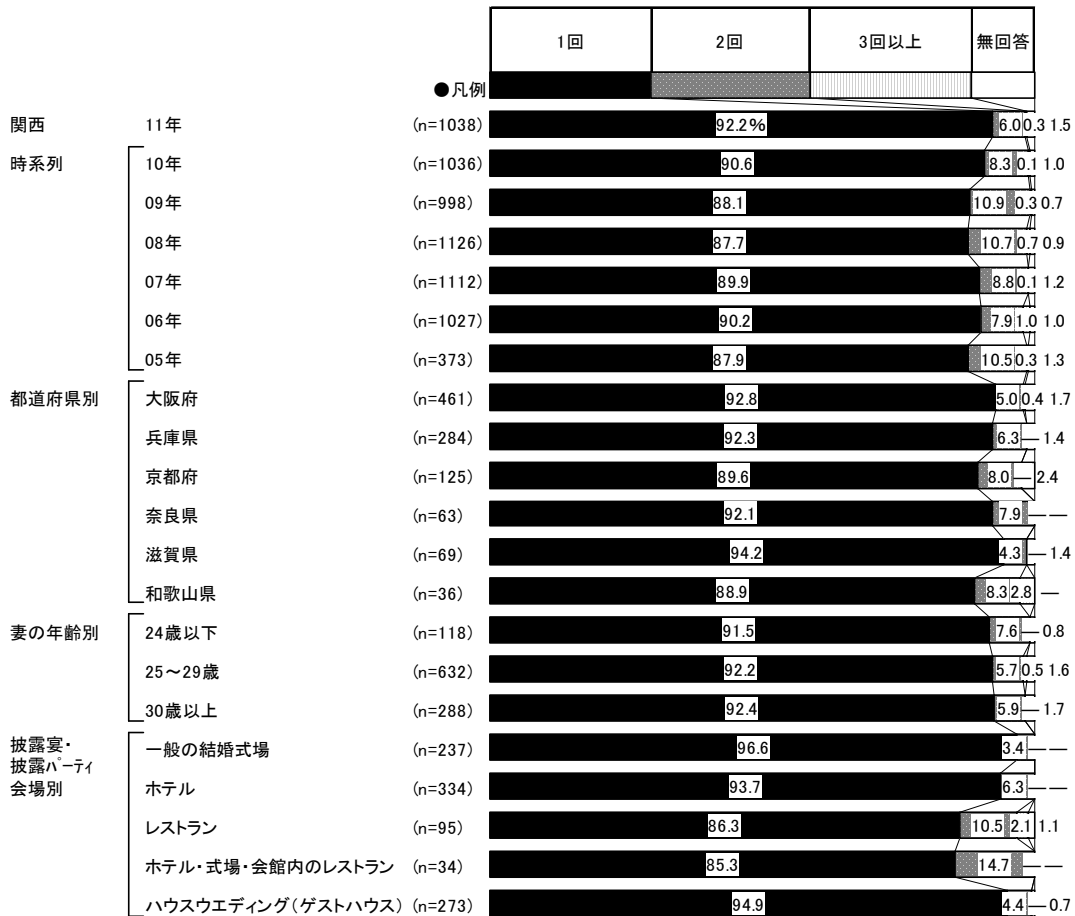 1回 2回 3回以上 無回答
●凡例
関西 11年 (n=1038) 92.2% 6.0 0.3 1.5
時系列 10年 (n=1036) 90.6 8.3 0.1 1.0
09年 (n=998) 88.1 10.9 0.3 0.7
08年 (n=1126) 87.7 10.7 0.7 0.9
07年 (n=1112) 89.9 8.8 0.1 1.2
06年 (n=1027) 90.2 7.9 1.0 1.0
05年 (n=373) 87.9 10.5 0.3 1.3
都道府県別 大阪府 (n=461) 92.8 5.0 0.4 1.7
兵庫県 (n=284) 92.3 6.3 — 1.4
京都府 (n=125) 89.6 8.0 — 2.4
奈良県 (n=63) 92.1 7.9 — —
滋賀県 (n=69) 94.2 4.3 — 1.4
和歌山県 (n=36) 88.9 8.3 2.8 —
妻の年齢別 24歳以下 (n=118) 91.5 7.6 — 0.8
25～29歳 (n=632) 92.2 5.7 0.5 1.6
30歳以上 (n=288) 92.4 5.9 — 1.7
披露宴・
披露ﾊﾟｰﾃｨ
会場別
一般の結婚式場 (n=237) 96.6 3.4 — —
ホテル (n=334) 93.7 6.3 — —
レストラン (n=95) 86.3 10.5 2.1 1.1
ホテル・式場・会館内のレストラン (n=34) 85.3 14.7 — —
ハウスウエディング(ゲストハウス) (n=273) 94.9 4.4 — 0.7